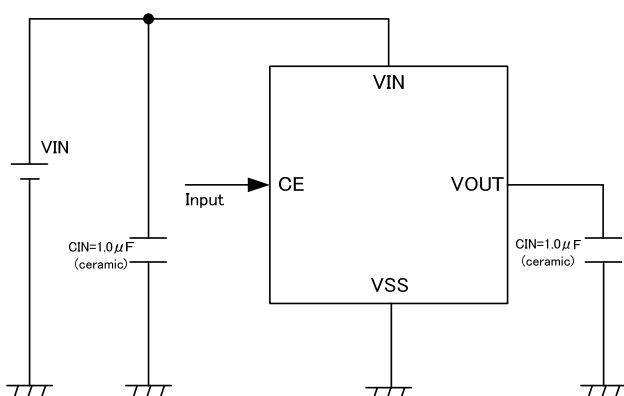 VIN
VIN
CE
VOUT
Input
CIN=1.0μF
(ceramic)
CIN=1.0μF
(ceramic)
VSS